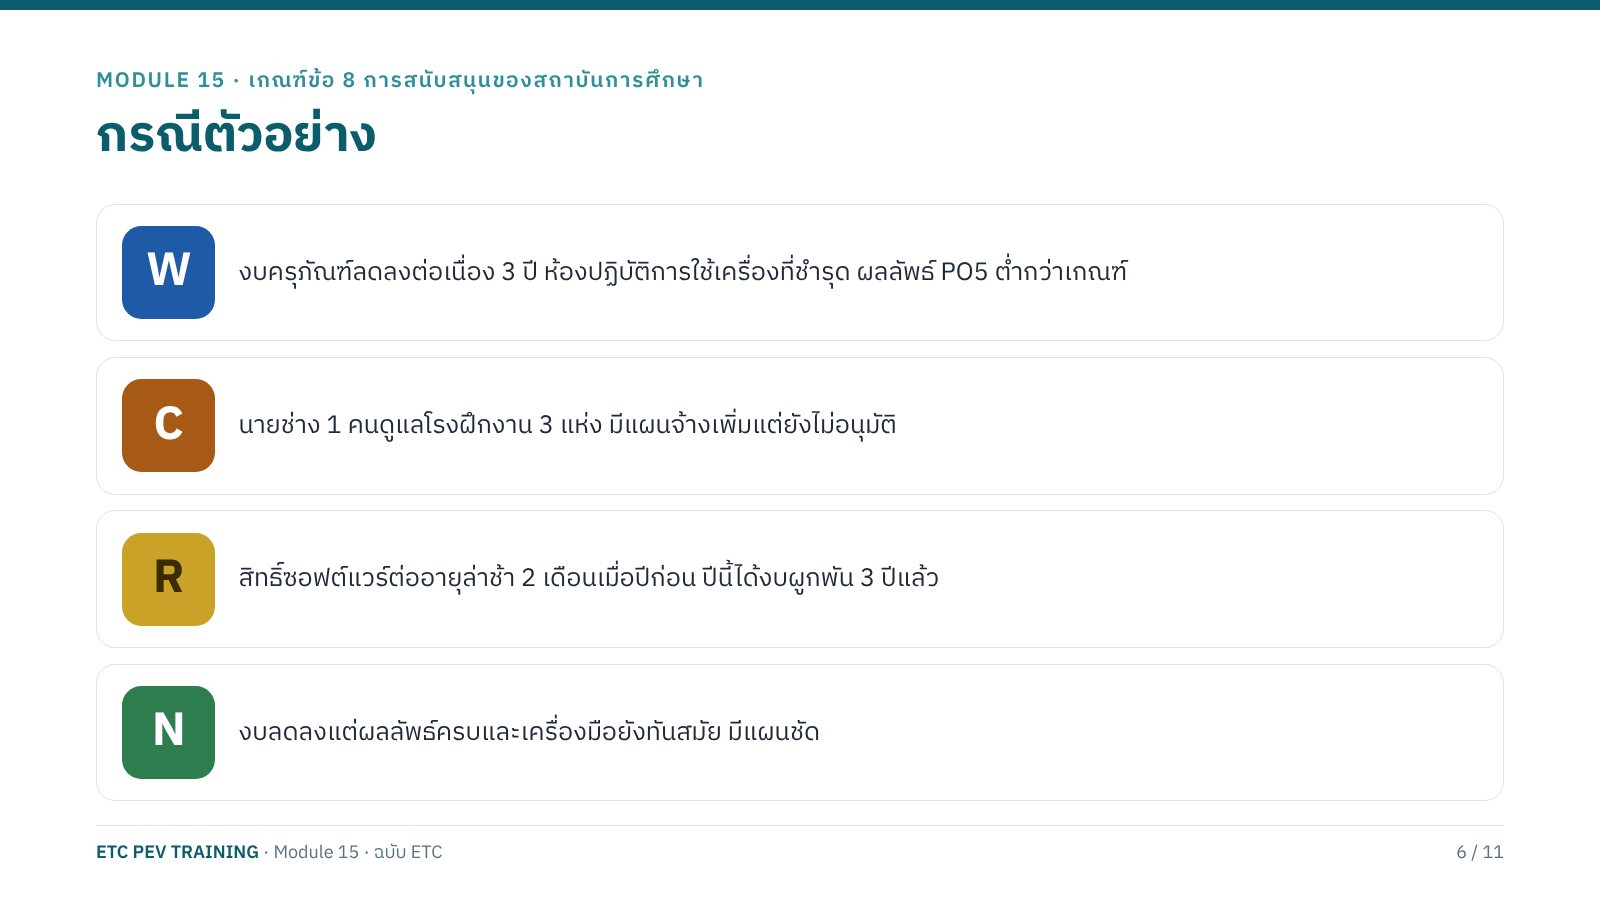 MODULE 15 · เกณฑ์ข้อ 8 การสนับสนุนของสถาบันการศึกษา
กรณีตัวอย่าง
W
งบครุภัณฑ์ลดลงต่อเนื่อง 3 ปี ห้องปฏิบัติการใช้เครื่องที่ชำรุด ผลลัพธ์ PO5 ต่ำกว่าเกณฑ์
C
นายช่าง 1 คนดูแลโรงฝึกงาน 3 แห่ง มีแผนจ้างเพิ่มแต่ยังไม่อนุมัติ
R
สิทธิ์ซอฟต์แวร์ต่ออายุล่าช้า 2 เดือนเมื่อปีก่อน ปีนี้ได้งบผูกพัน 3 ปีแล้ว
N
งบลดลงแต่ผลลัพธ์ครบและเครื่องมือยังทันสมัย มีแผนชัด
ETC PEV TRAINING · Module 15 · ฉบับ ETC
6 / 11